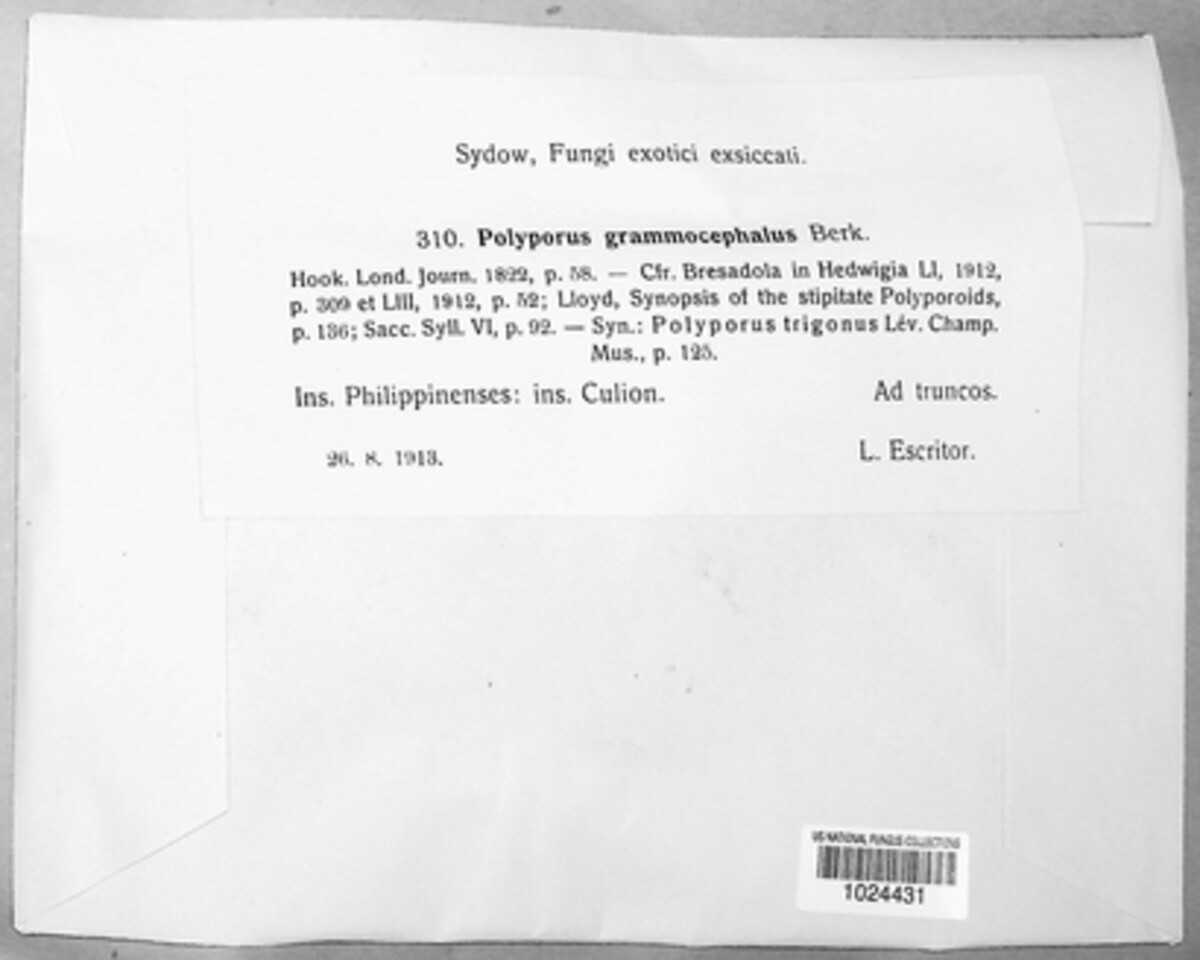 Sydow, Fungi exotici exsiccati.
310. Polyporus grammocephalus Berk.
Hook. Lond. Journ. 1822, p. 58. — Cfr. Bresadola in Hedwigia LI, 1912,
p. 309 et LIII, 1912, p. 52; Lloyd, Synopsis of the stipitate Polyporoids,
p. 136; Sacc. Syll. VI, p. 92. — Syn.: Polyporus trigonus Lév. Champ.
Mus., p. 125.
Ins. Philippinenses: ins. Culion. Ad truncos.
26. 8. 1913. L. Escritor.
US NATIONAL FUNGUS COLLECTIONS
1024431